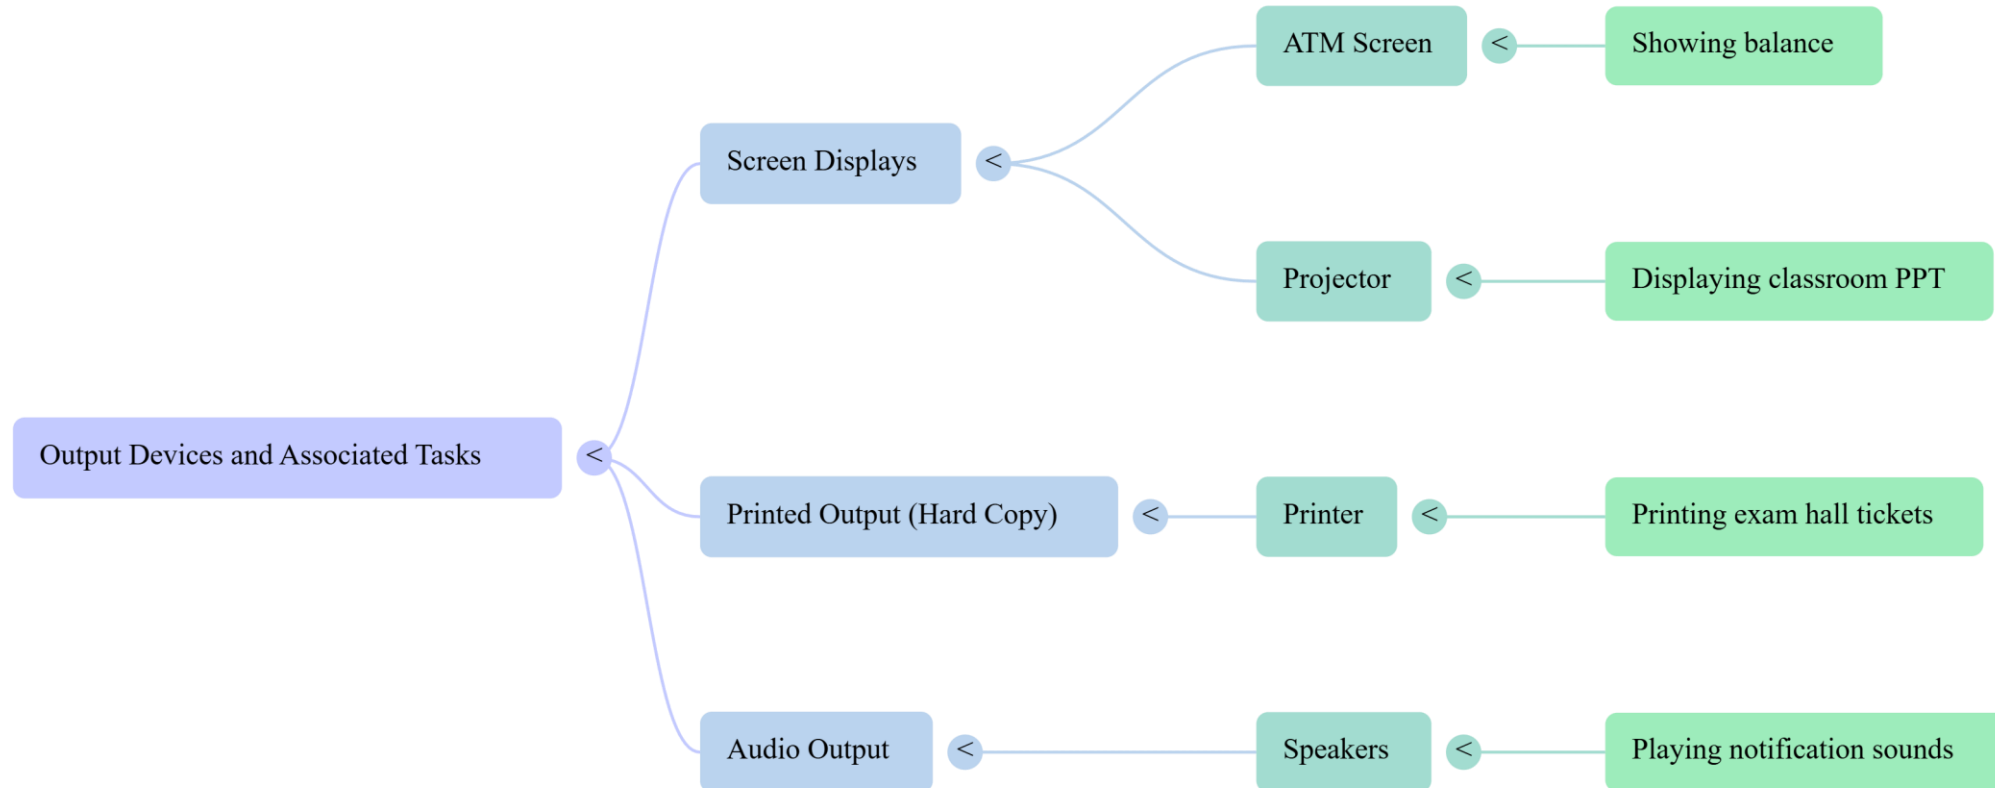 Output Devices and Associated Tasks
<
Screen Displays
<
ATM Screen
<
Showing balance
Projector
<
Displaying classroom PPT
Printed Output (Hard Copy)
<
Printer
<
Printing exam hall tickets
Audio Output
<
Speakers
<
Playing notification sounds